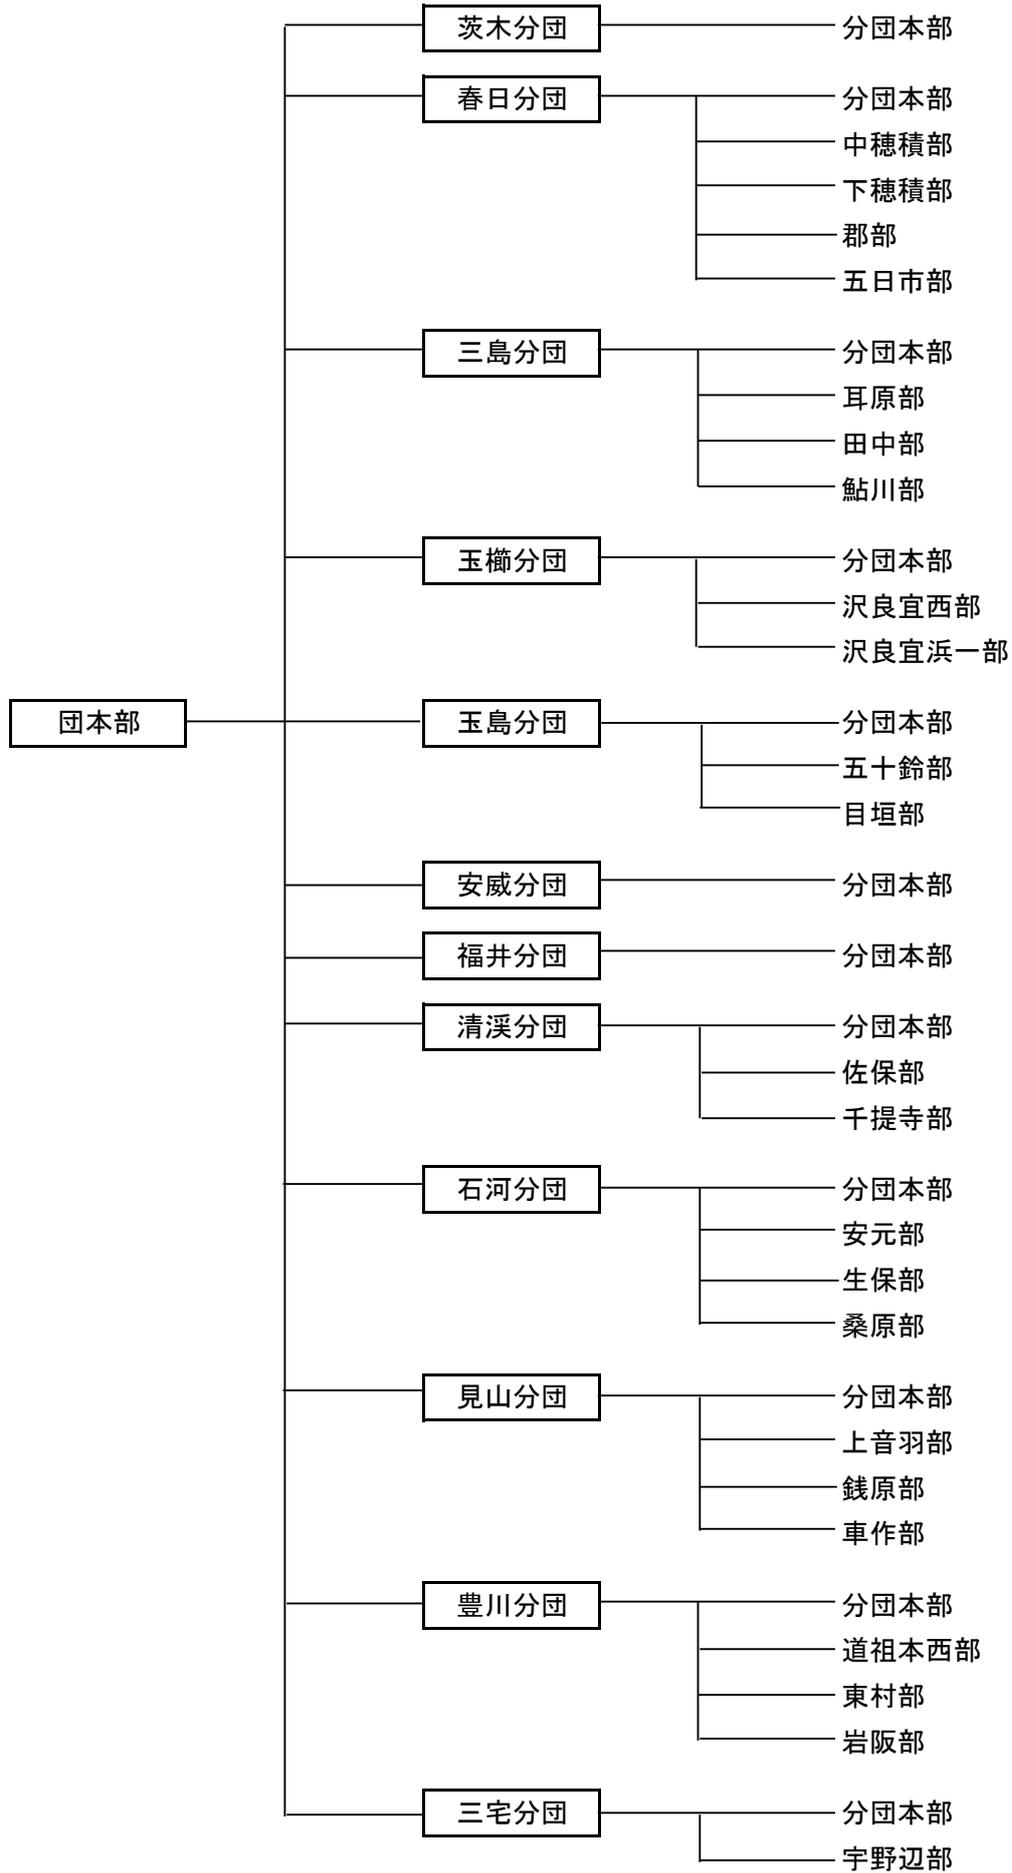 茨木分団 分団本部
春日分団 分団本部
中穂積部
下穂積部
郡部
五日市部
三島分団 分団本部
耳原部
田中部
鮎川部
玉櫛分団 分団本部
沢良宜西部
沢良宜浜一部
団本部 玉島分団 分団本部
五十鈴部
目垣部
安威分団 分団本部
福井分団 分団本部
清渓分団 分団本部
佐保部
千提寺部
石河分団 分団本部
安元部
生保部
桑原部
見山分団 分団本部
上音羽部
銭原部
車作部
豊川分団 分団本部
道祖本西部
東村部
岩阪部
三宅分団 分団本部
宇野辺部